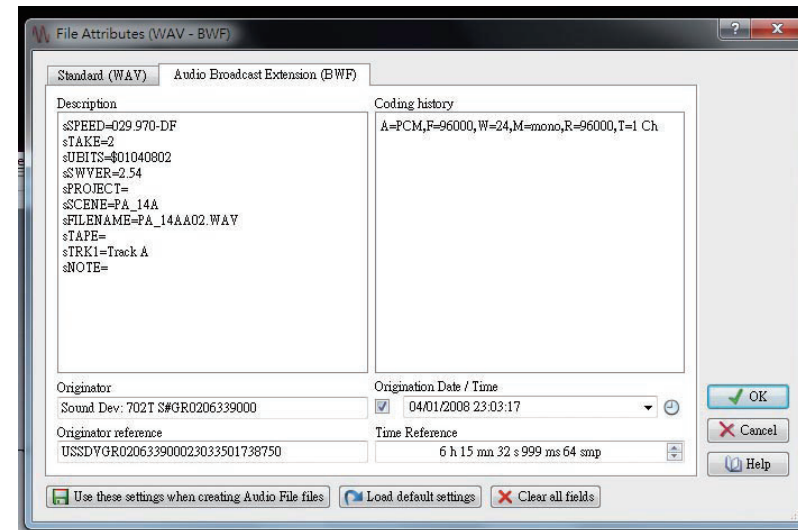 File Attributes (WAV - BWF)
Standard (WAV)
Audio Broadcast Extension (BWF)
Description
sSPEED=029.970-DF
sTAKE=2
sUBITS=$01040802
sSWVER=2.54
sPROJECT=
sSCENE=PA_14A
sFILENAME=PA_14AA02.WAV
sTAPE=
sTRK1=Track A
sNOTE=
Coding history
A=PCM,F=96000,W=24,M=mono,R=96000,T=1 Ch
Originator
Sound Dev: 702T S#GR0206339000
Origination Date / Time
04/01/2008 23:03:17
Originator reference
USSDVGR020633900023033501738750
Time Reference
6 h 15 mn 32 s 999 ms 64 smp
OK
Cancel
Help
Use these settings when creating Audio File files
Load default settings
Clear all fields